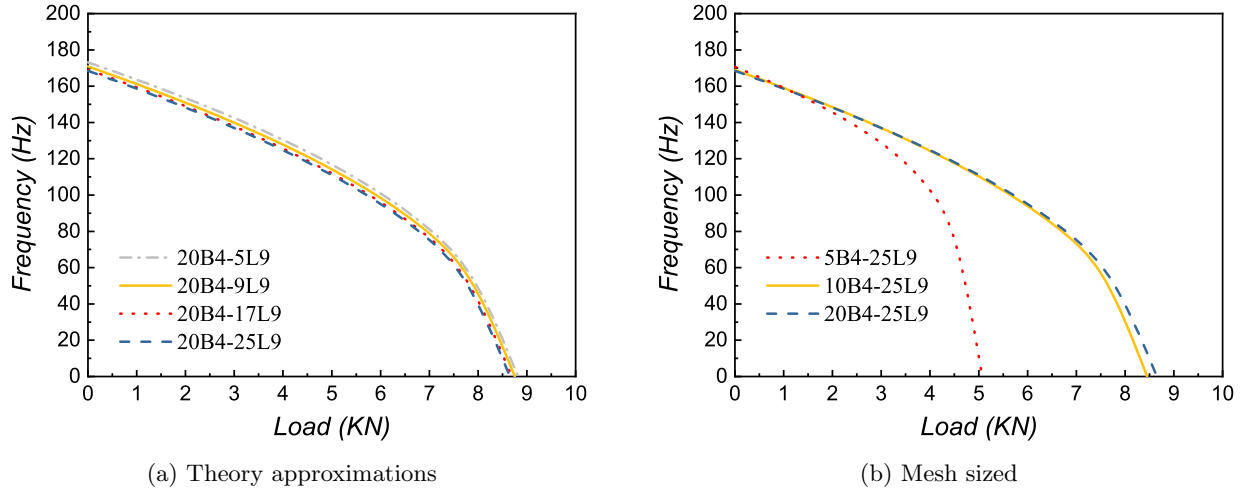 200
180
160
140
120
100
80
60
40
20
0
Frequency (Hz)
20B4-5L9
20B4-9L9
20B4-17L9
20B4-25L9
0 1 2 3 4 5 6 7 8 9 10
Load (KN)
(a) Theory approximations
200
180
160
140
120
100
80
60
40
20
0
Frequency (Hz)
5B4-25L9
10B4-25L9
20B4-25L9
0 1 2 3 4 5 6 7 8 9 10
Load (KN)
(b) Mesh sized